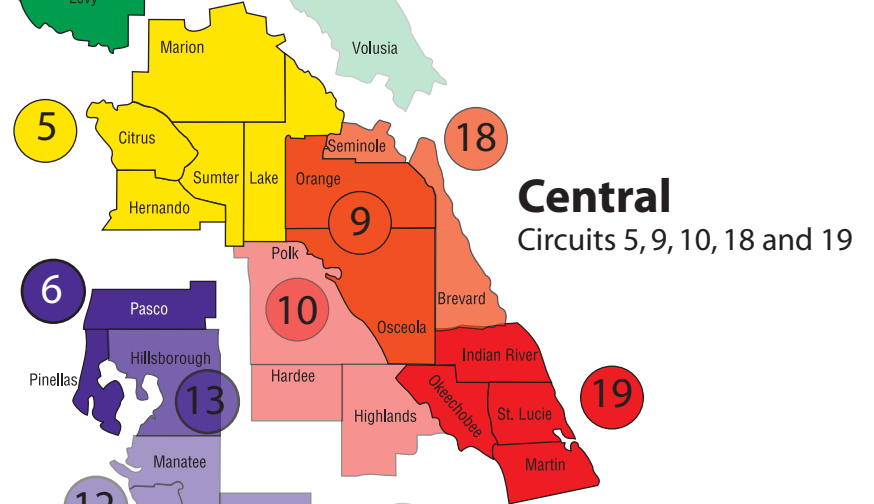 Levy
Marion
Volusia
5
Citrus
18
Seminole
Sumter
Lake
Orange
Central
Hernando
9
Circuits 5, 9, 10, 18 and 19
Polk
6
Brevard
Pasco
10
Osceola
Hillsborough
Indian River
Pinellas
Hardee
13
Okeechobee
19
Highlands
St. Lucie
Manatee
Martin
12